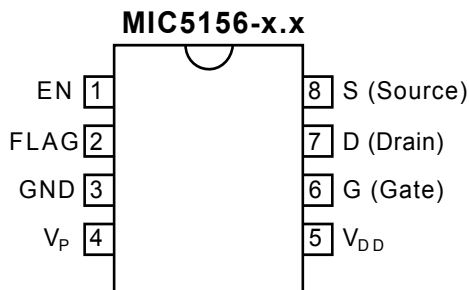 MIC5156-x.x
EN 1 8 S (Source)
FLAG 2 7 D (Drain)
GND 3 6 G (Gate)
VP 4 5 VDD